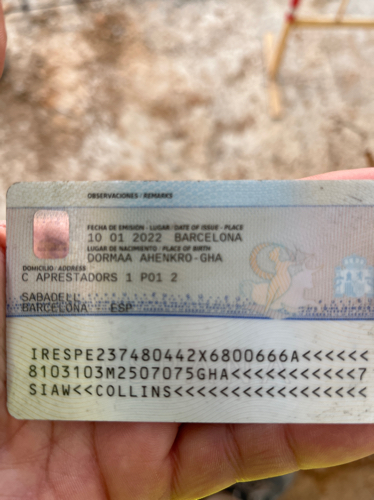 OBSERVACIONES / REMARKS
FECHA DE EMISIÓN - LUGAR / DATE OF ISSUE - PLACE
10 01 2022 BARCELONA
LUGAR DE NACIMIENTO / PLACE OF BIRTH
DORMAA AHENKRO-GHA
DOMICILIO / ADDRESS
C APRESTADORS 1 P01 2
SABADELL
BARCELONA ESP
IRESPE237480442X6800666A<<<<<<
8103103M2507075GHA<<<<<<<<<<<7
SIAW<<COLLINS<<<<<<<<<<<<<<<<<